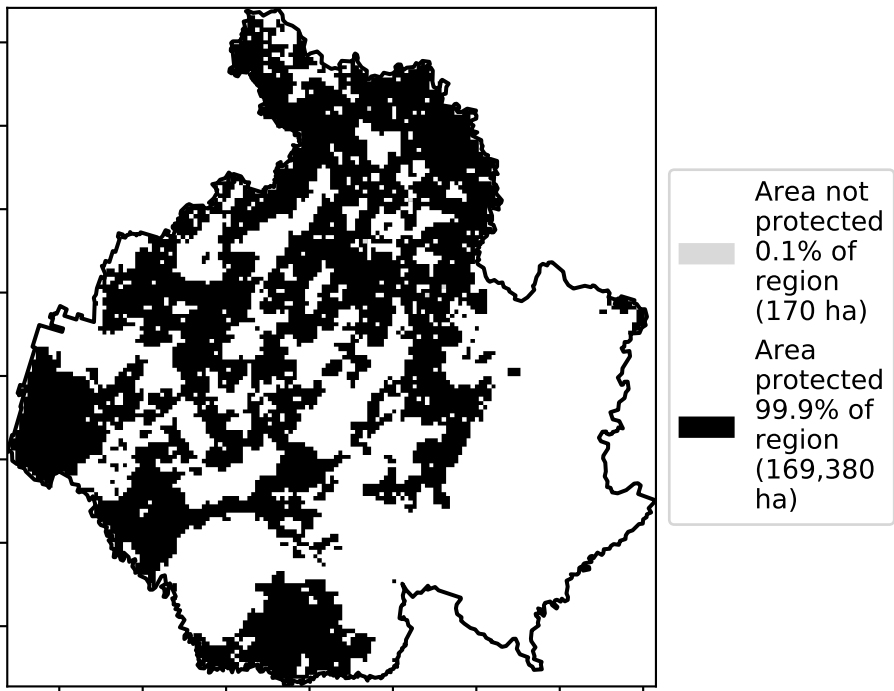 Area not
protected
0.1% of
region
(170 ha)
Area
protected
99.9% of
region
(169,380
ha)